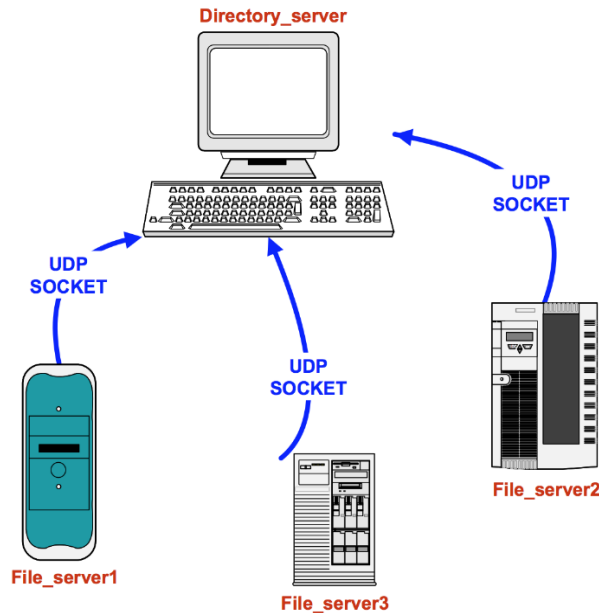 Directory_server
UDP
SOCKET
UDP
SOCKET
UDP
SOCKET
File_server2
File_server1
File_server3